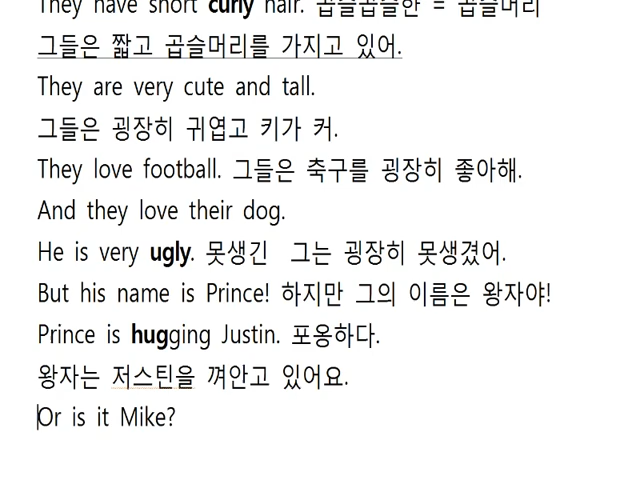 They have short curly hair. 곱슬곱슬한 = 곱슬머리
그들은 짧고 곱슬머리를 가지고 있어.
They are very cute and tall.
그들은 굉장히 귀엽고 키가 커.
They love football. 그들은 축구를 굉장히 좋아해.
And they love their dog.
He is very ugly. 못생긴 그는 굉장히 못생겼어.
But his name is Prince! 하지만 그의 이름은 왕자야!
Prince is hugging Justin. 포옹하다.
왕자는 저스틴을 껴안고 있어요.
Or is it Mike?